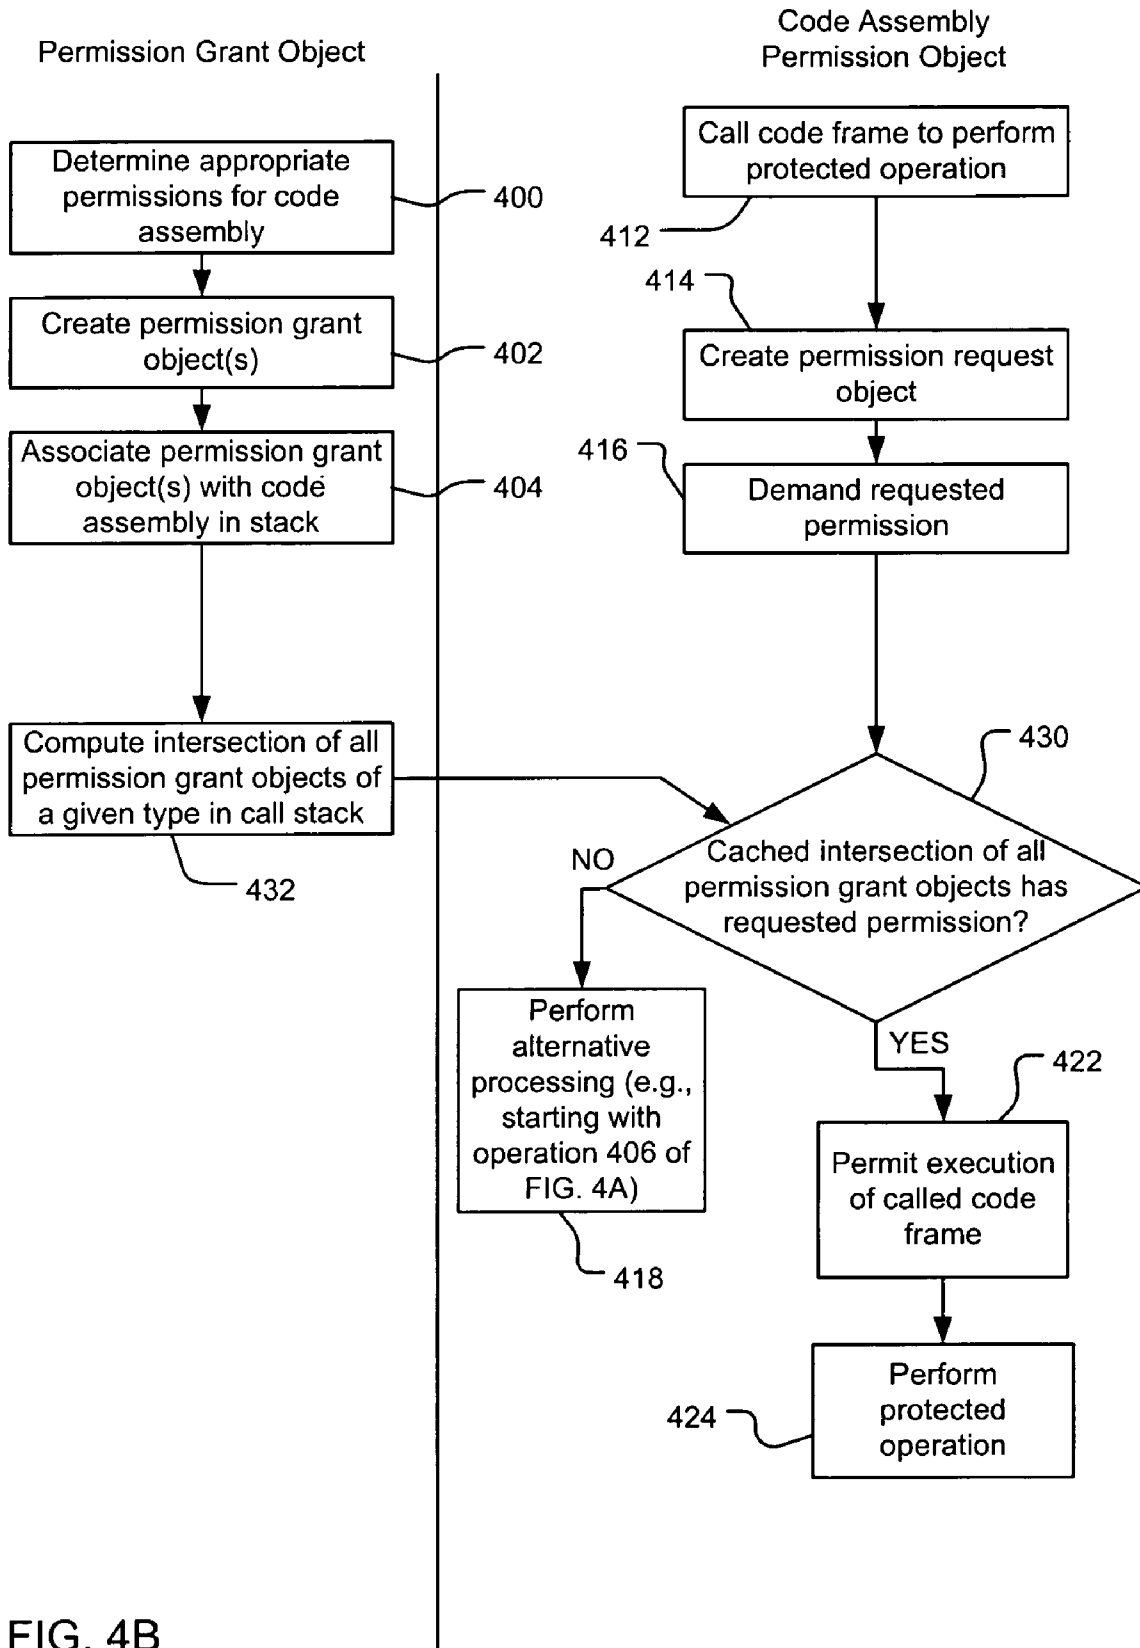 Permission Grant Object
Determine appropriate
permissions for code
assembly
400
Create permission grant
object(s)
402
Associate permission grant
object(s) with code
assembly in stack
404
Compute intersection of all
permission grant objects of
a given type in call stack
432
Code Assembly
Permission Object
Call code frame to perform
protected operation
412
414
Create permission request
object
416
Demand requested
permission
430
Cached intersection of all
permission grant objects has
requested permission?
NO
YES
Perform
alternative
processing (e.g.,
starting with
operation 406 of
FIG. 4A)
418
422
Permit execution
of called code
frame
424
Perform
protected
operation
FIG. 4B